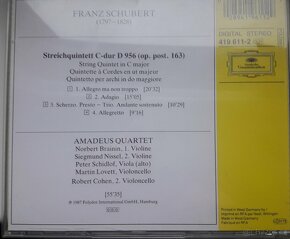 FRANZ SCHUBERT
(1797–1828)
Streichquintett C-dur D 956 (op. post. 163)
String Quintet in C major
Quintette à Cordes en ut majeur
Quintetto per archi in do maggiore
1. Allegro ma non troppo [20'32]
2. Adagio [15'05]
3. Scherzo. Presto – Trio. Andante sostenuto [10'29]
4. Allegretto [9'16]
AMADEUS QUARTET
Norbert Brainin, 1. Violine
Siegmund Nissel, 2. Violine
Peter Schidlof, Viola (alto)
Martin Lovett, Violoncello
Robert Cohen, 2. Violoncello
[55'35]
℗ 1987 Polydor International GmbH, Hamburg
DIGITAL STEREO
419 611-2
Printed in West Germany
Made in West Germany